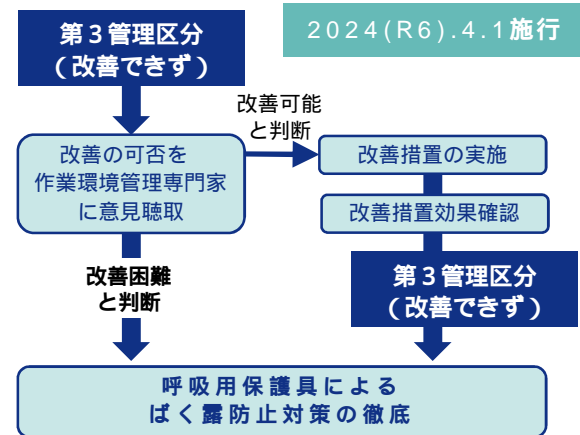 第３管理区分
（改善できず）
2024(R6).4.1施行
改善可能
と判断
改善の可否を
作業環境管理専門家
に意見聴取
改善措置の実施
改善措置効果確認
改善困難
と判断
第３管理区分
（改善できず）
呼吸用保護具による
ばく露防止対策の徹底